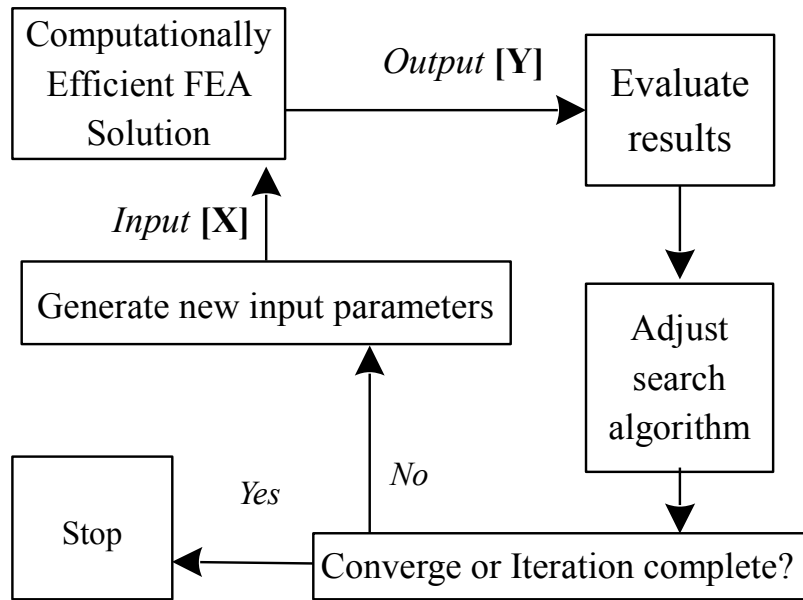 Computationally
Efficient FEA
Solution
Output [Y]
Evaluate
results
Input [X]
Generate new input parameters
Adjust
search
algorithm
Yes
No
Stop
Converge or Iteration complete?